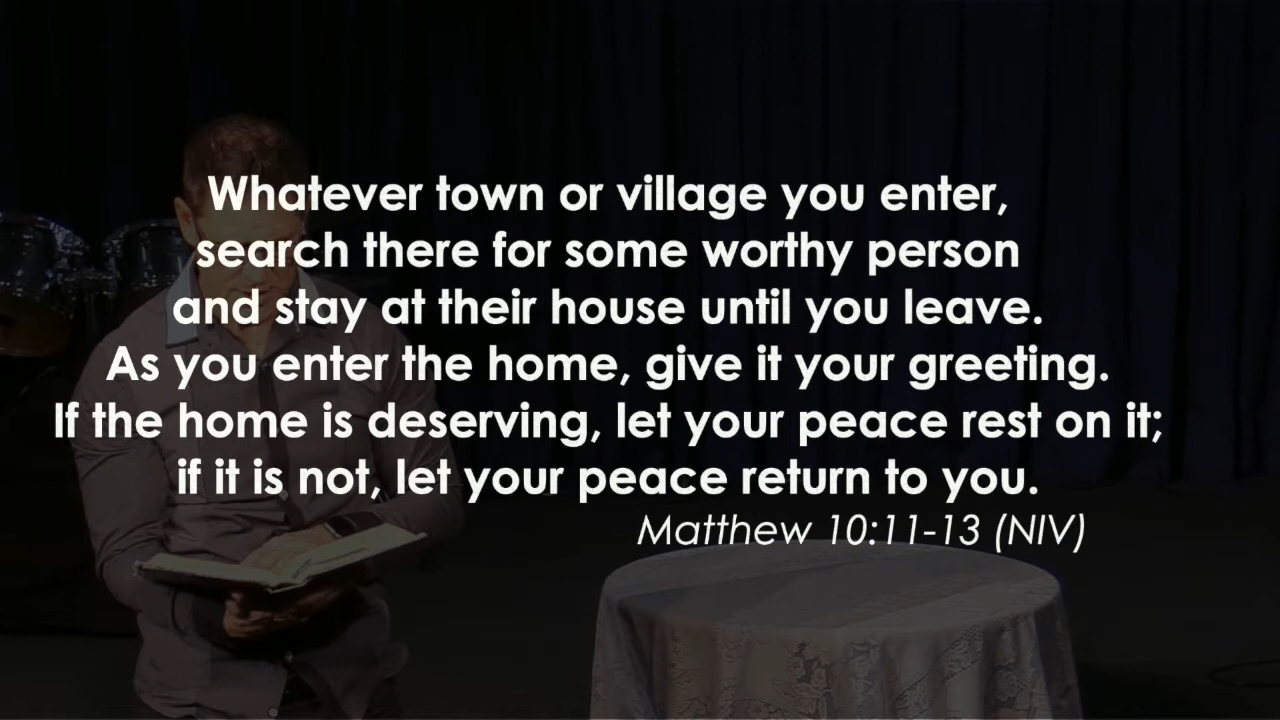 Whatever town or village you enter,
search there for some worthy person
and stay at their house until you leave.
As you enter the home, give it your greeting.
If the home is deserving, let your peace rest on it;
if it is not, let your peace return to you.
Matthew 10:11-13 (NIV)